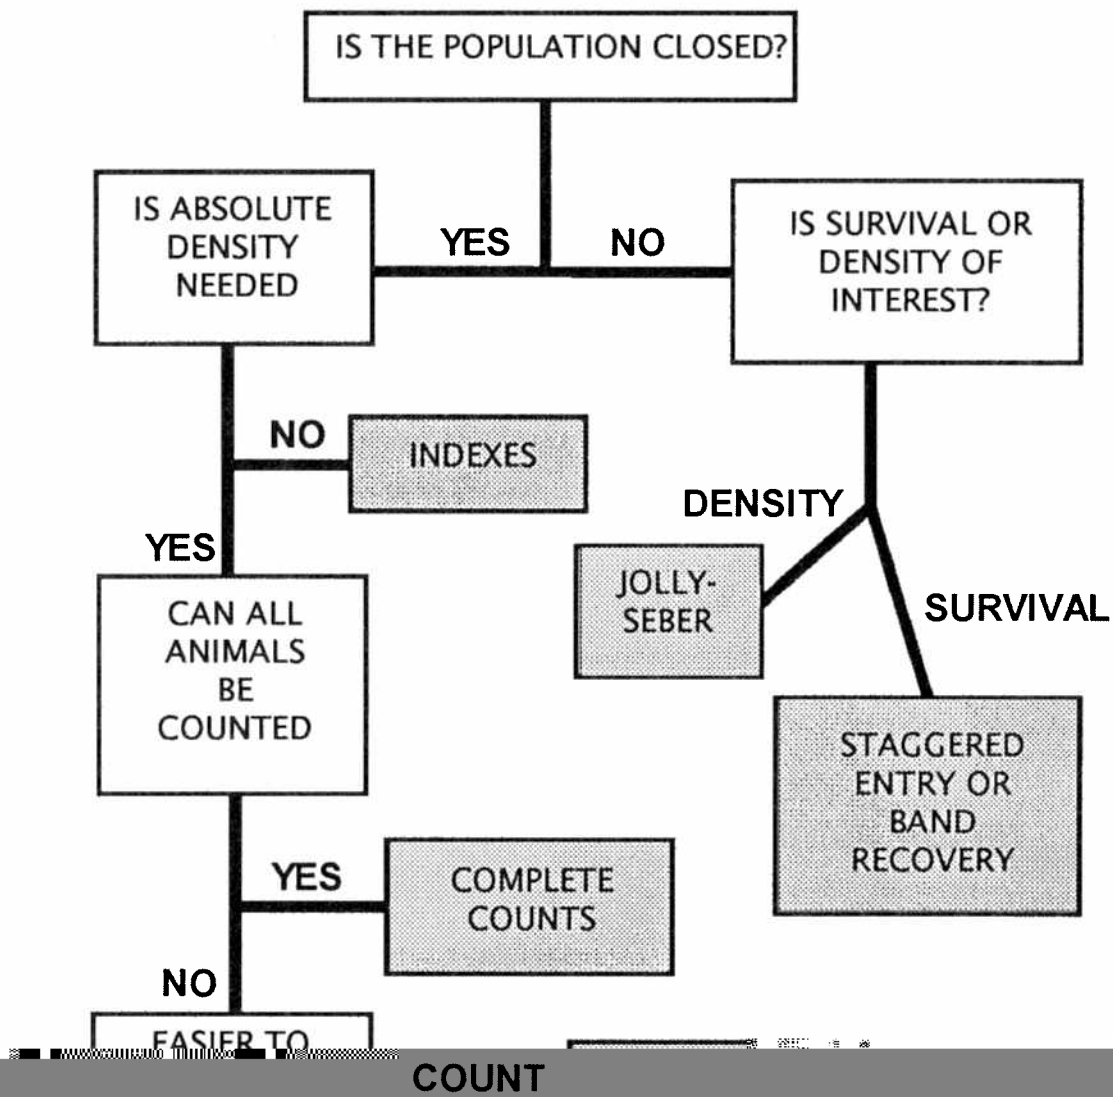 IS THE POPULATION CLOSED?
IS ABSOLUTE
DENSITY
NEEDED
YES
NO
IS SURVIVAL OR
DENSITY OF
INTEREST?
NO
INDEXES
DENSITY
YES
JOLLY-
SEBER
SURVIVAL
CAN ALL
ANIMALS
BE
COUNTED
STAGGERED
ENTRY OR
BAND
RECOVERY
YES
COMPLETE
COUNTS
NO
EASIER TO
COUNT